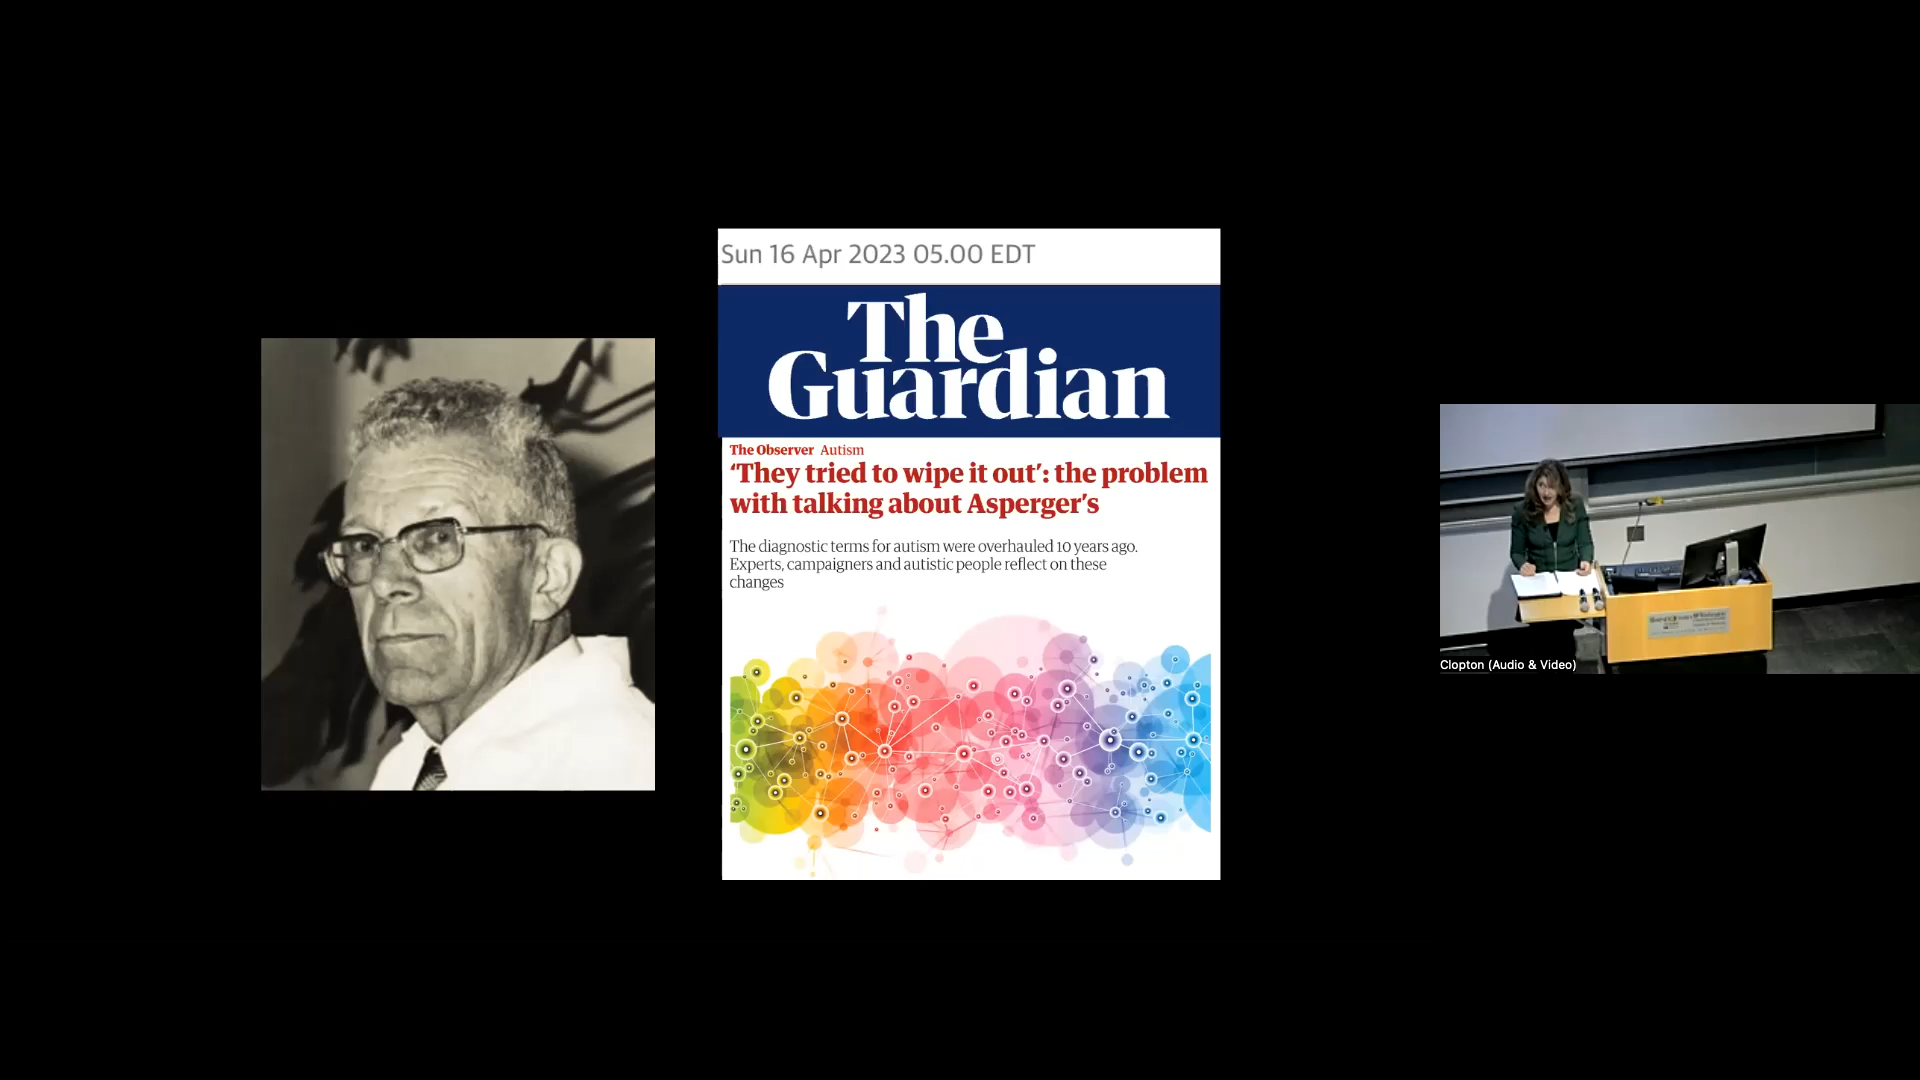 Sun 16 Apr 2023 05.00 EDT
The
Guardian
The Observer Autism
‘They tried to wipe it out’: the problem
with talking about Asperger’s
The diagnostic terms for autism were overhauled 10 years ago.
Experts, campaigners and autistic people reflect on these
changes
Clopton (Audio & Video)